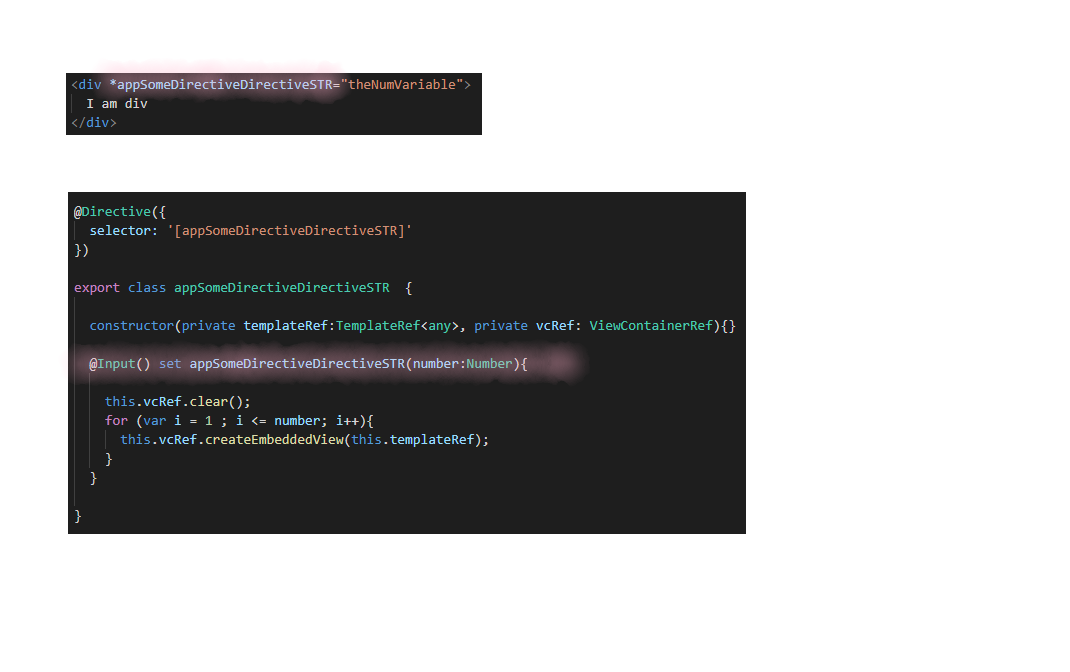 <div *appSomeDirectiveDirectiveSTR="theNumVariable">
I am div
</div>
@Directive({
selector: '[appSomeDirectiveDirectiveSTR]'
})
export class appSomeDirectiveDirectiveSTR  {
constructor(private templateRef:TemplateRef<any>, private vcRef: ViewContainerRef){}
@Input() set appSomeDirectiveDirectiveSTR(number:Number){
this.vcRef.clear();
for (var i = 1 ; i <= number; i++){
this.vcRef.createEmbeddedView(this.templateRef);
}
}
}